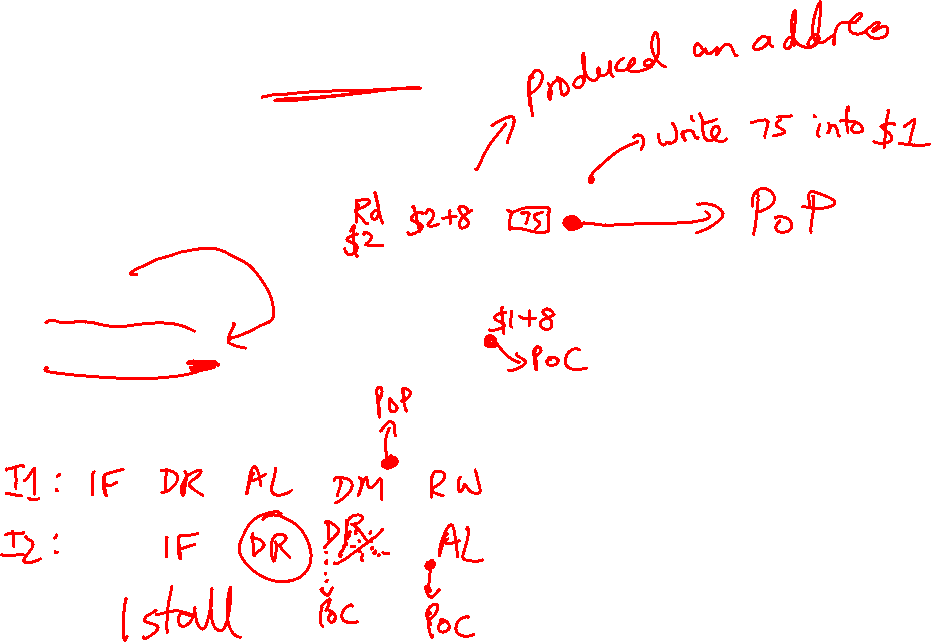 Produced an address
write 75 into $1
Rd $2+8 75 PoP
$2
$1+8
PoC
PoP
I1: IF DR AL DM RW
I2: IF DR DR AL
1 stall PoC PoC